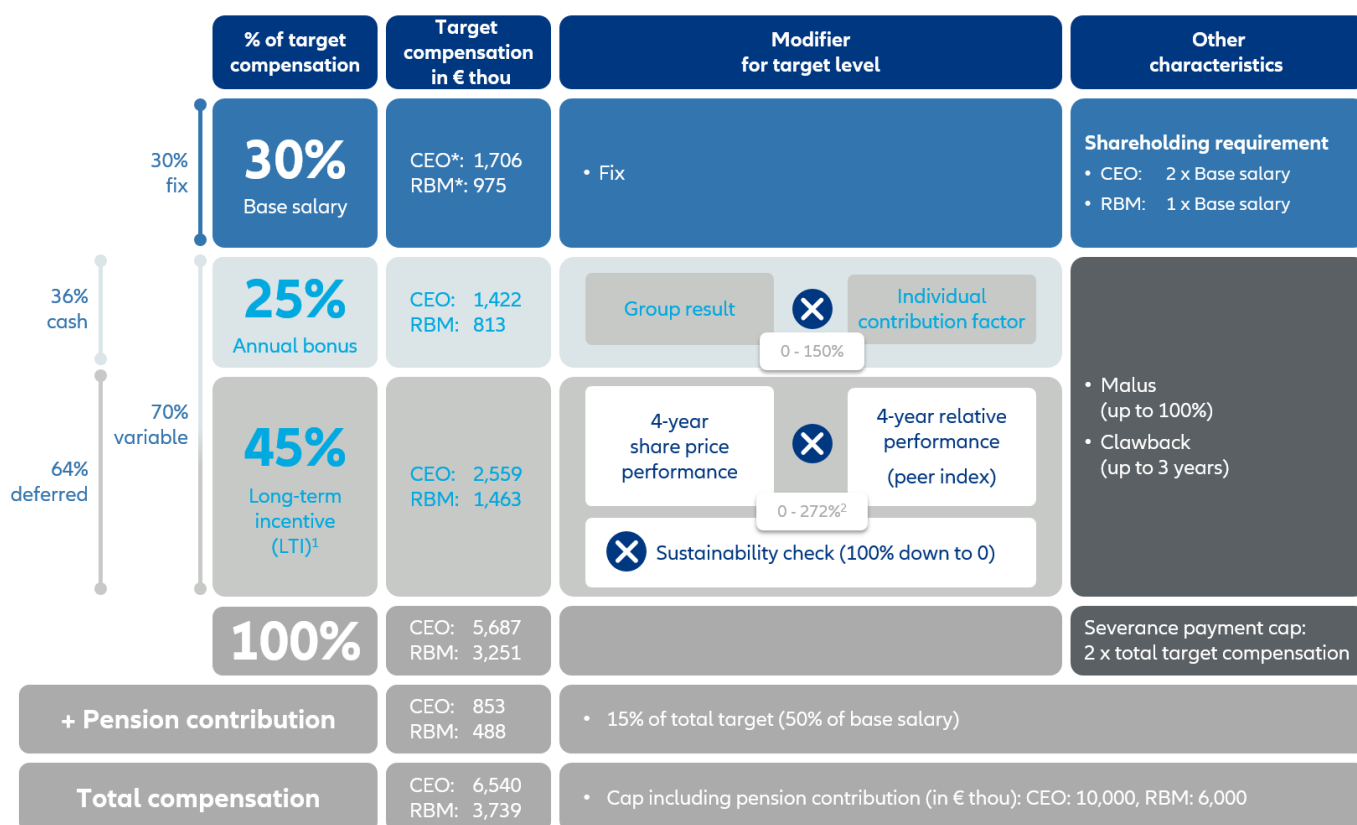 % of target
compensation
Target
compensation
in € thou
Modifier
for target level
Other
characteristics
30%
fix
30%
Base salary
CEO*: 1,706
RBM*: 975
• Fix
Shareholding requirement
• CEO: 2 x Base salary
• RBM: 1 x Base salary
36%
cash
70%
variable
64%
deferred
25%
Annual bonus
CEO: 1,422
RBM: 813
Group result
Individual
contribution factor
0 - 150%
45%
Long-term
incentive
(LTI)¹
CEO: 2,559
RBM: 1,463
4-year
share price
performance
4-year relative
performance
(peer index)
0 - 272%²
Sustainability check (100% down to 0)
• Malus
(up to 100%)
• Clawback
(up to 3 years)
100%
CEO: 5,687
RBM: 3,251
Severance payment cap:
2 x total target compensation
+ Pension contribution
CEO: 853
RBM: 488
• 15% of total target (50% of base salary)
Total compensation
CEO: 6,540
RBM: 3,739
• Cap including pension contribution (in € thou): CEO: 10,000, RBM: 6,000